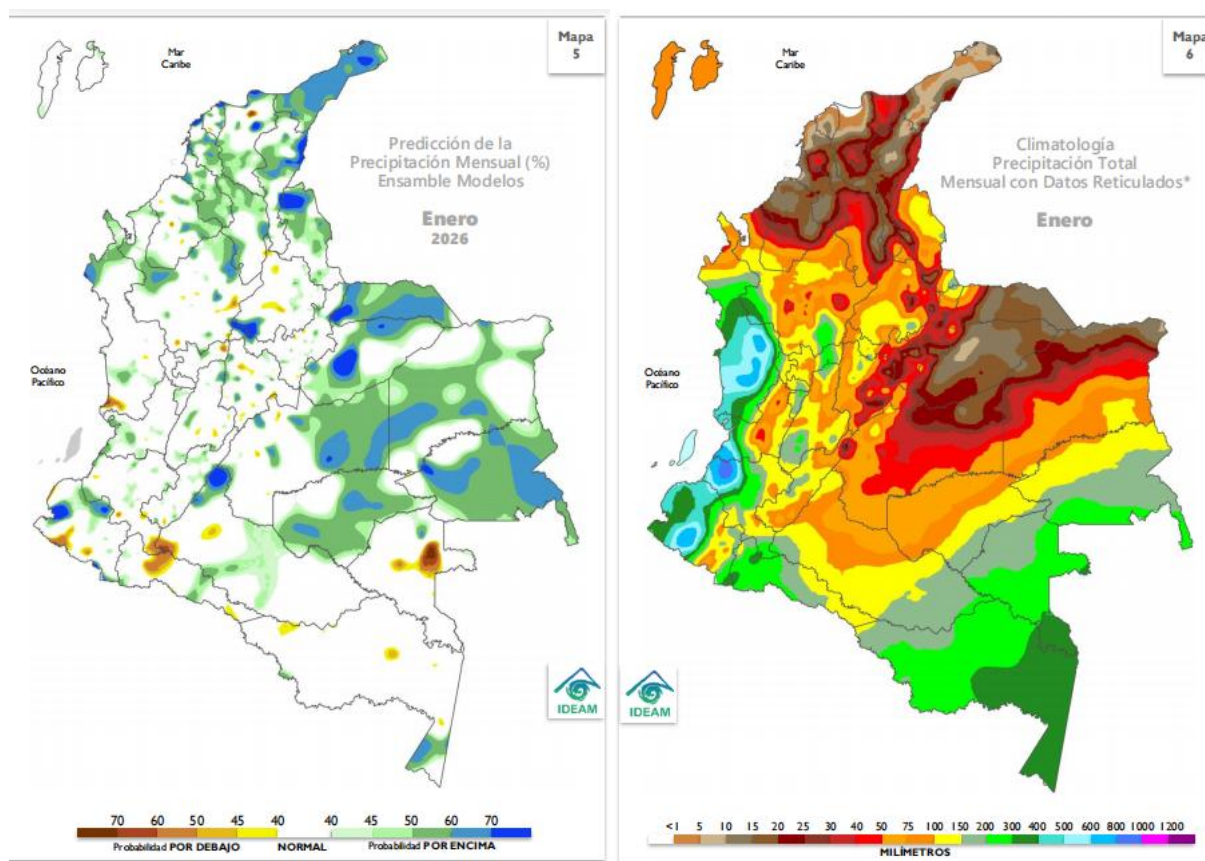 Mapa
5
Mar
Caribe
Predicción de la
Precipitación Mensual (%)
Ensamble Modelos
Enero
2026
Océano
Pacífico
IDEAM
70 60 50 45 40 40 45 50 60 70
Probabilidad POR DEBAJO NORMAL Probabilidad POR ENCIMA
Mapa
6
Mar
Caribe
Climatología
Precipitación Total
Mensual con Datos Reticulados*
Enero
Océano
Pacífico
IDEAM
<1 5 10 15 20 25 30 40 50 75 100 150 200 300 400 500 600 800 1000 1200
MILÍMETROS